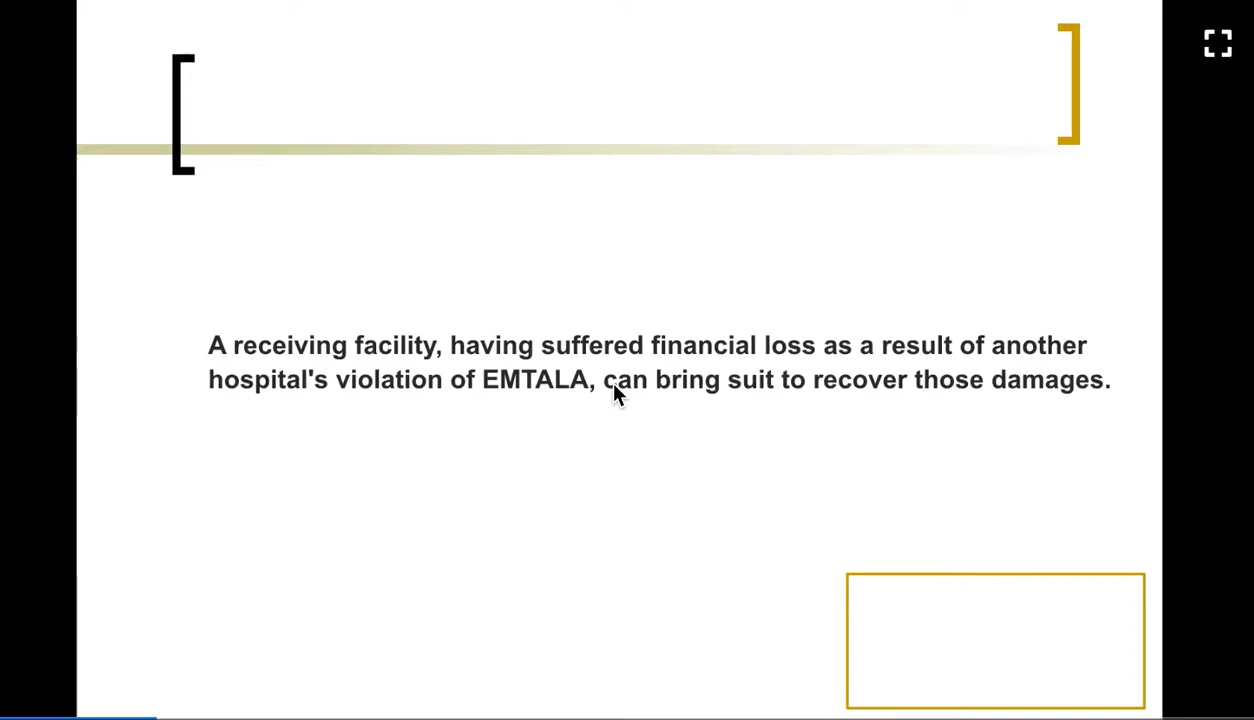 A receiving facility, having suffered financial loss as a result of another
hospital's violation of EMTALA, can bring suit to recover those damages.